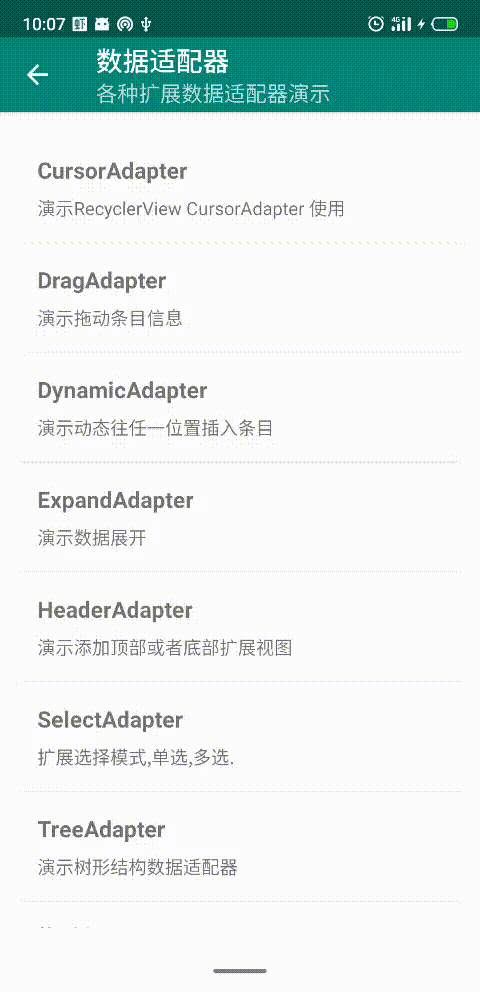 10:07
数据适配器
各种扩展数据适配器演示
CursorAdapter
演示RecyclerView CursorAdapter 使用
DragAdapter
演示拖动条目信息
DynamicAdapter
演示动态往任一位置插入条目
ExpandAdapter
演示数据展开
HeaderAdapter
演示添加顶部或者底部扩展视图
SelectAdapter
扩展选择模式,单选,多选.
TreeAdapter
演示树形结构数据适配器